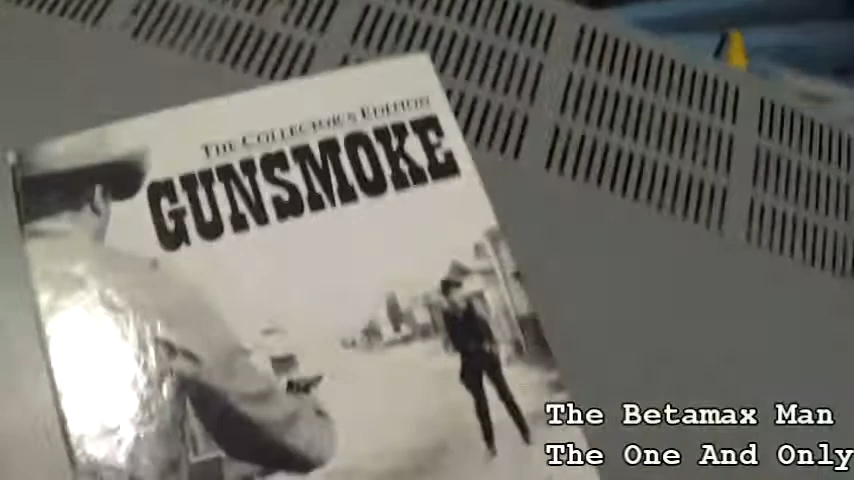 THE COLLECTOR'S EDITION
GUNSMOKE
The Betamax Man
The One And Only